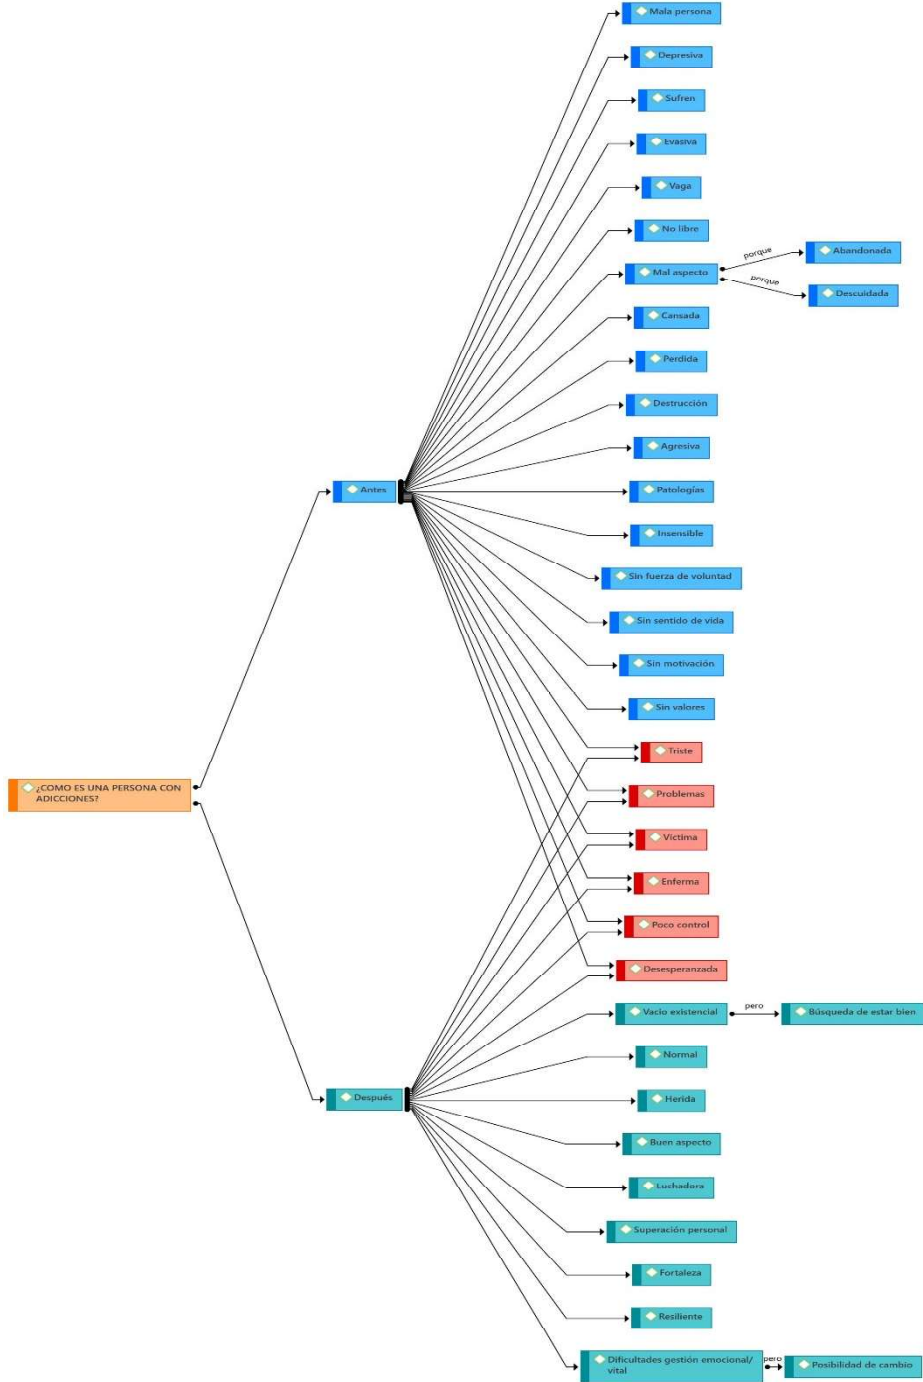 Mala persona
Depresiva
Sufren
Evasiva
Vaga
No libre
Mal aspecto
porque
Abandonada
porque
Descuidada
Cansada
Perdida
Destrucción
Agresiva
Antes
Patologías
Insensible
Sin fuerza de voluntad
Sin sentido de vida
Sin motivación
Sin valores
Triste
¿COMO ES UNA PERSONA CON
ADICCIONES?
Problemas
Víctima
Enferma
Poco control
Desesperanzada
Vacio existencial
pero
Búsqueda de estar bien
Normal
Después
Herida
Buen aspecto
Luchadora
Superación personal
Fortaleza
Resiliente
Dificultades gestión emocional/
vital
pero
Posibilidad de cambio